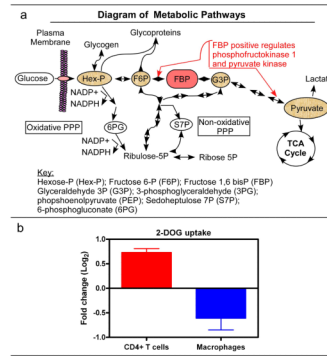 a
Diagram of Metabolic Pathways
Plasma
Membrane
Glycogen
Glycoproteins
FBP positive regulates
phosphofructokinase 1
and pyruvate kinase
Glucose
Hex-P
F6P
FBP
G3P
Lactat
NADP+
NADPH
Pyruvate
Oxidative PPP
6PG
S7P
Non-oxidative
PPP
NADP+
NADPH
Ribulose-5P
Ribose 5P
TCA
Cycle
Key:
Hexose-P (Hex-P); Fructose 6-P (F6P); Fructose 1,6 bisP (FBP)
Glyceraldehyde 3P (G3P); 3-phosphoglyceraldehyde (3PG);
phopshoenolpyruvate (PEP); Sedoheptulose 7P (S7P);
6-phosphogluconate (6PG)
b
2-DOG uptake
Fold change (Log2)
1.0
0.5
0.0
-0.5
-1.0
CD4+ T cells
Macrophages